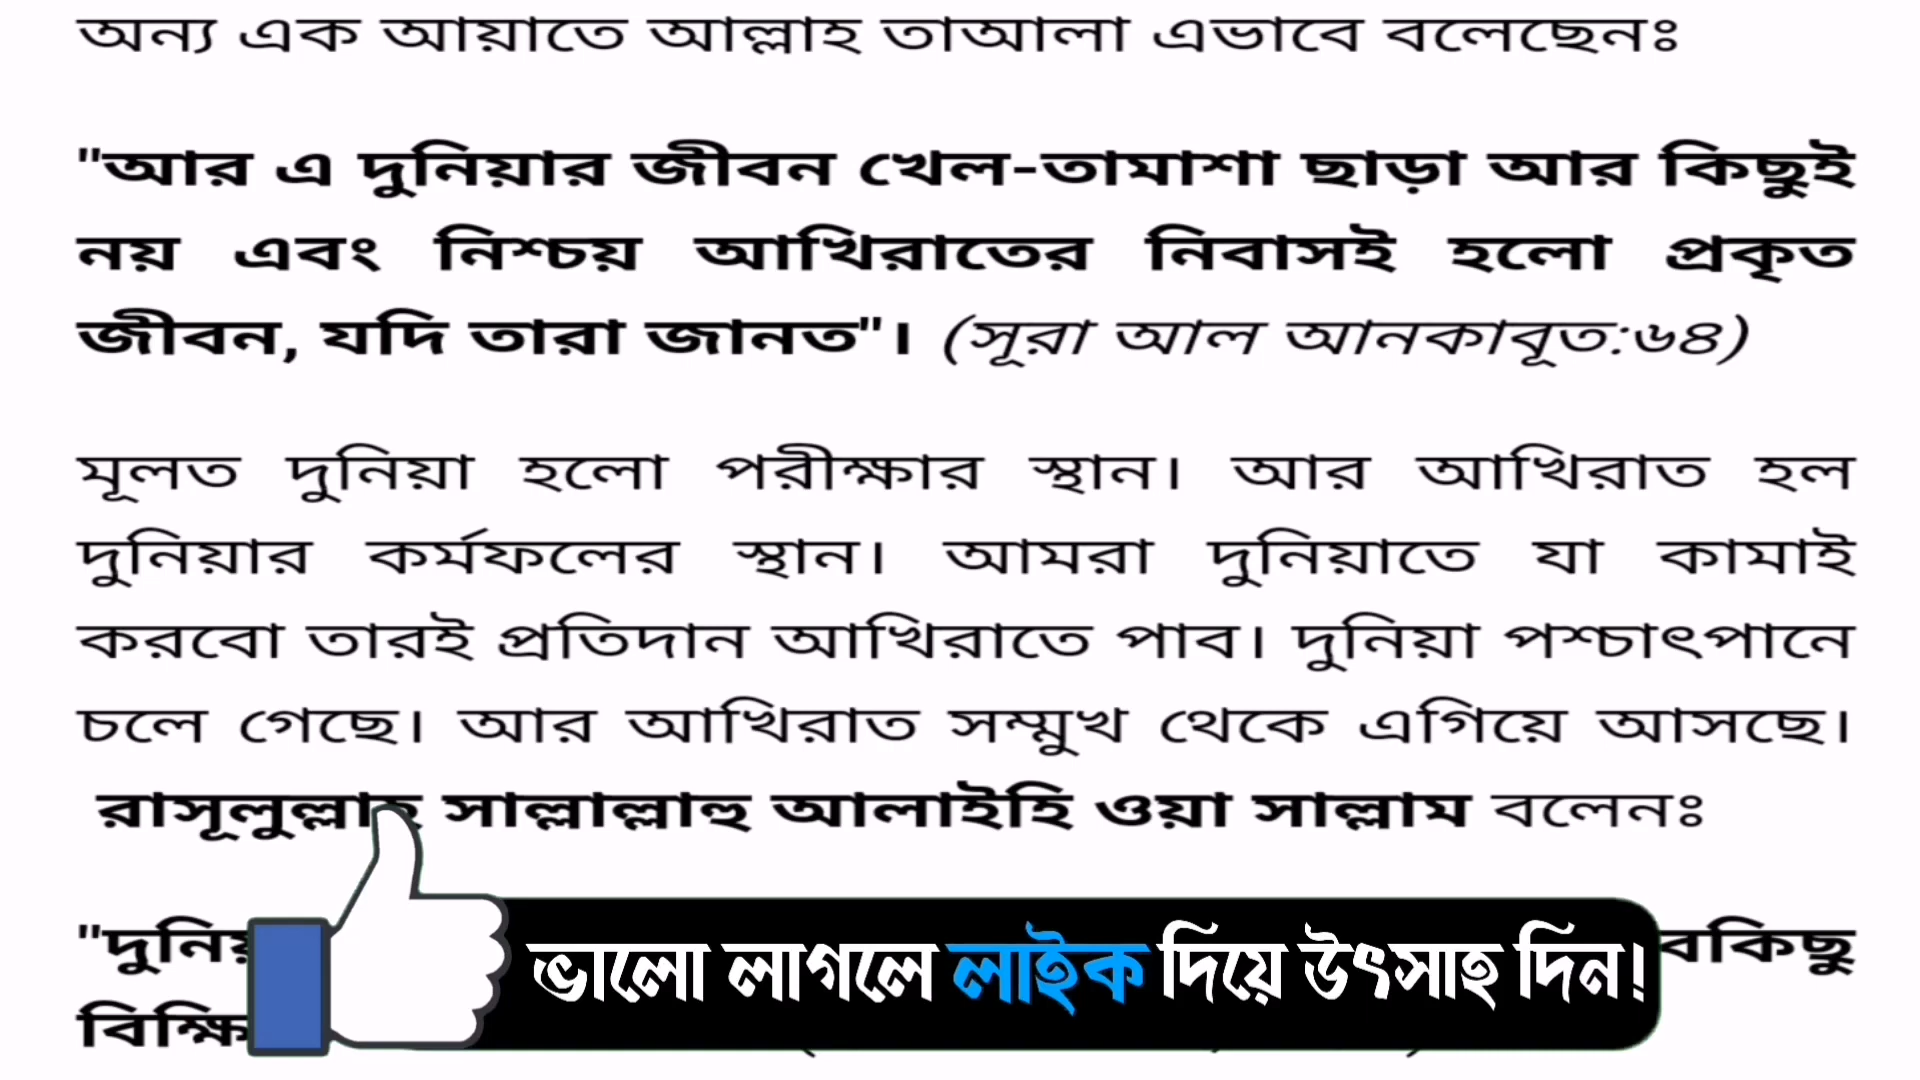 অন্য এক আয়াতে আল্লাহ তাআলা এভাবে বলেছেনঃ
"আর এ দুনিয়ার জীবন খেল-তামাশা ছাড়া আর কিছুই
নয় এবং নিশ্চয় আখিরাতের নিবাসই হলো প্রকৃত
জীবন, যদি তারা জানত"। (সূরা আল আনকাবূত:৬৪)
মূলত দুনিয়া হলো পরীক্ষার স্থান। আর আখিরাত হল
দুনিয়ার কর্মফলের স্থান। আমরা দুনিয়াতে যা কামাই
করবো তারই প্রতিদান আখিরাতে পাব। দুনিয়া পশ্চাৎপানে
চলে গেছে। আর আখিরাত সম্মুখ থেকে এগিয়ে আসছে।
রাসূলুল্লাহ সাল্লাল্লাহু আলাইহি ওয়া সাল্লাম বলেনঃ
ভালো লাগলে লাইক দিয়ে উৎসাহ দিন!